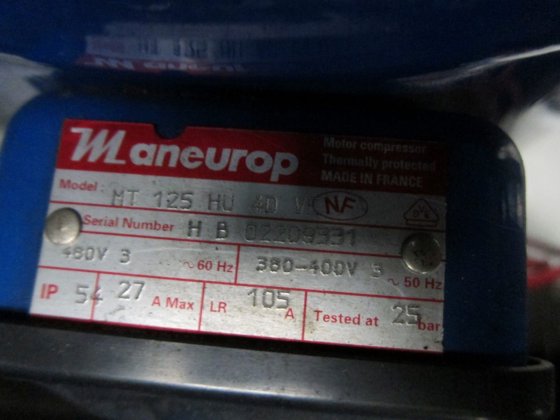 Maneurop
Motor compressor
Thermally protected
MADE IN FRANCE
Model : MT 125 HU 4D V NF
Serial Number H B 02209331
460V 3 ~ 60 Hz 380-400V 3 ~ 50 Hz
IP 54 27 A Max LR 105 A Tested at 25 bar